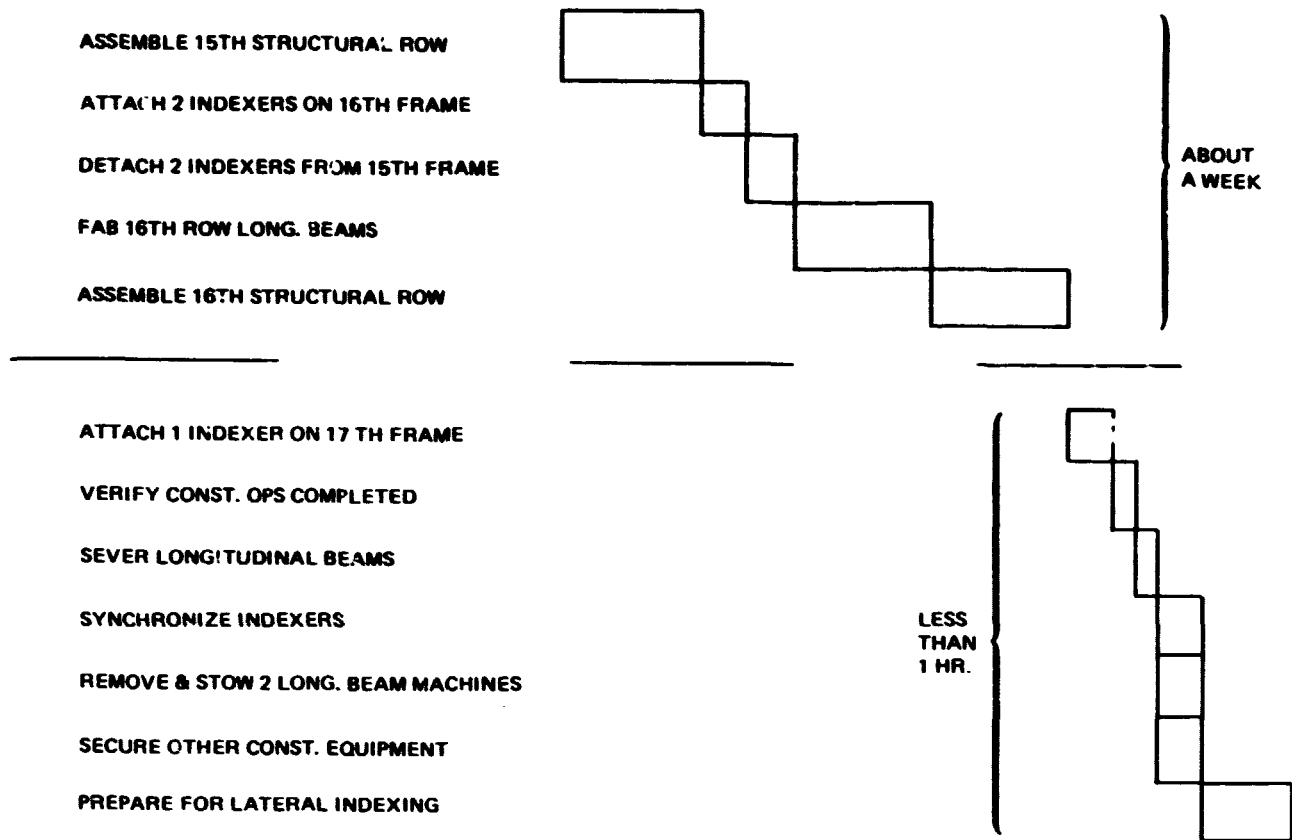 ASSEMBLE 15TH STRUCTURAL ROW
ATTACH 2 INDEXERS ON 16TH FRAME
DETACH 2 INDEXERS FROM 15TH FRAME
FAB 16TH ROW LONG. BEAMS
ASSEMBLE 16TH STRUCTURAL ROW
ABOUT
A WEEK
ATTACH 1 INDEXER ON 17 TH FRAME
VERIFY CONST. OPS COMPLETED
SEVER LONGITUDINAL BEAMS
SYNCHRONIZE INDEXERS
REMOVE & STOW 2 LONG. BEAM MACHINES
SECURE OTHER CONST. EQUIPMENT
PREPARE FOR LATERAL INDEXING
LESS
THAN
1 HR.